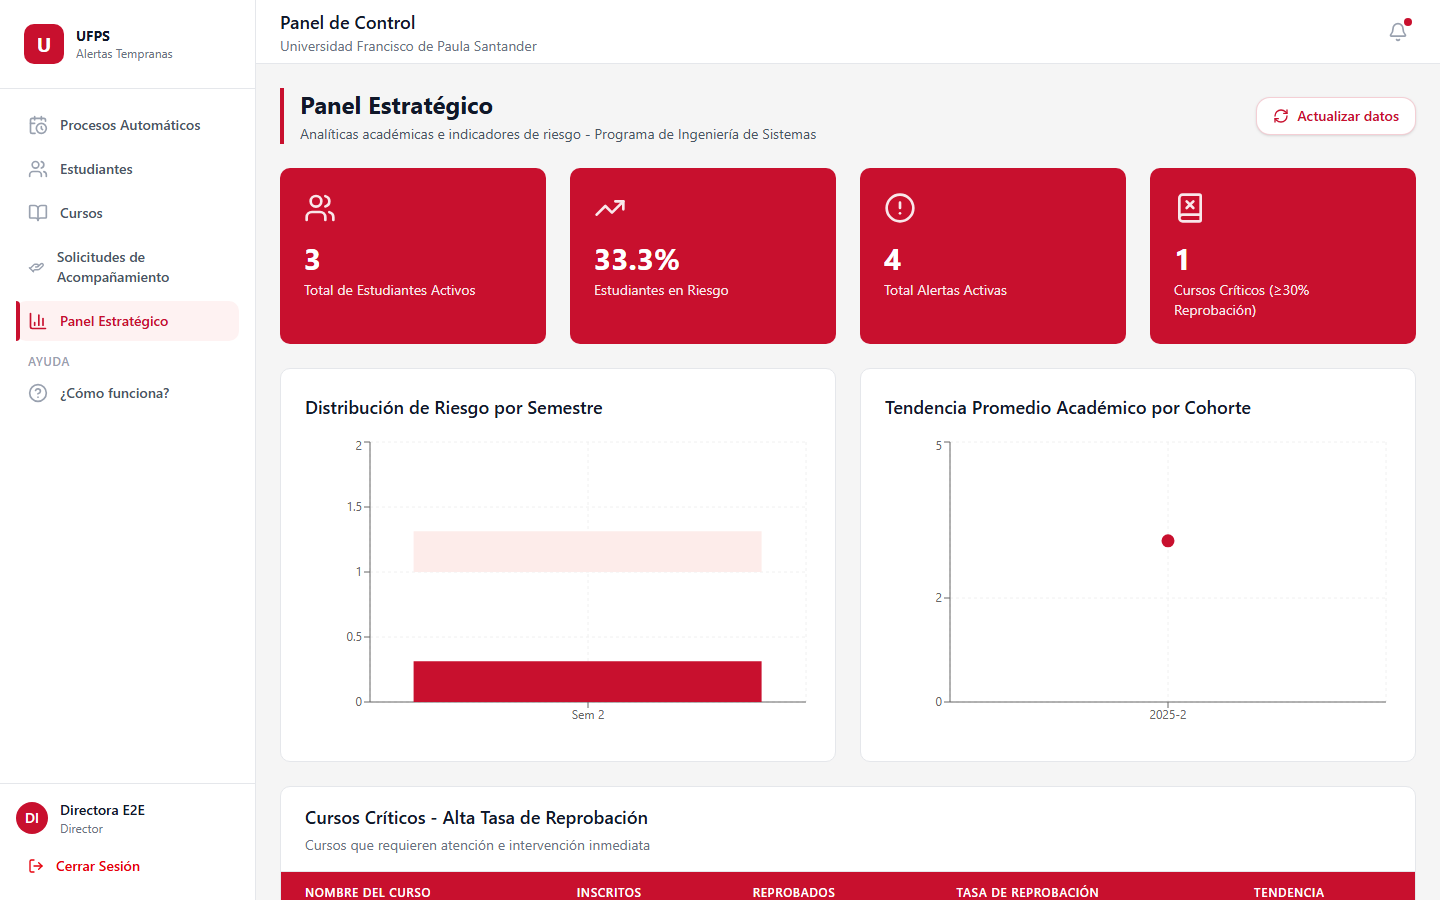 U
UFPS
Alertas Tempranas
Procesos Automáticos
Estudiantes
Cursos
Solicitudes de
Acompañamiento
Panel Estratégico
AYUDA
¿Cómo funciona?
DI
Directora E2E
Director
Cerrar Sesión
Panel de Control
Universidad Francisco de Paula Santander
Panel Estratégico
Analíticas académicas e indicadores de riesgo - Programa de Ingeniería de Sistemas
Actualizar datos
3
Total de Estudiantes Activos
33.3%
Estudiantes en Riesgo
4
Total Alertas Activas
1
Cursos Críticos (≥30%
Reprobación)
Distribución de Riesgo por Semestre
2
1.5
1
0.5
0
Sem 2
Tendencia Promedio Académico por Cohorte
5
2
0
2025-2
Cursos Críticos - Alta Tasa de Reprobación
Cursos que requieren atención e intervención inmediata
NOMBRE DEL CURSO INSCRITOS REPROBADOS TASA DE REPROBACIÓN TENDENCIA